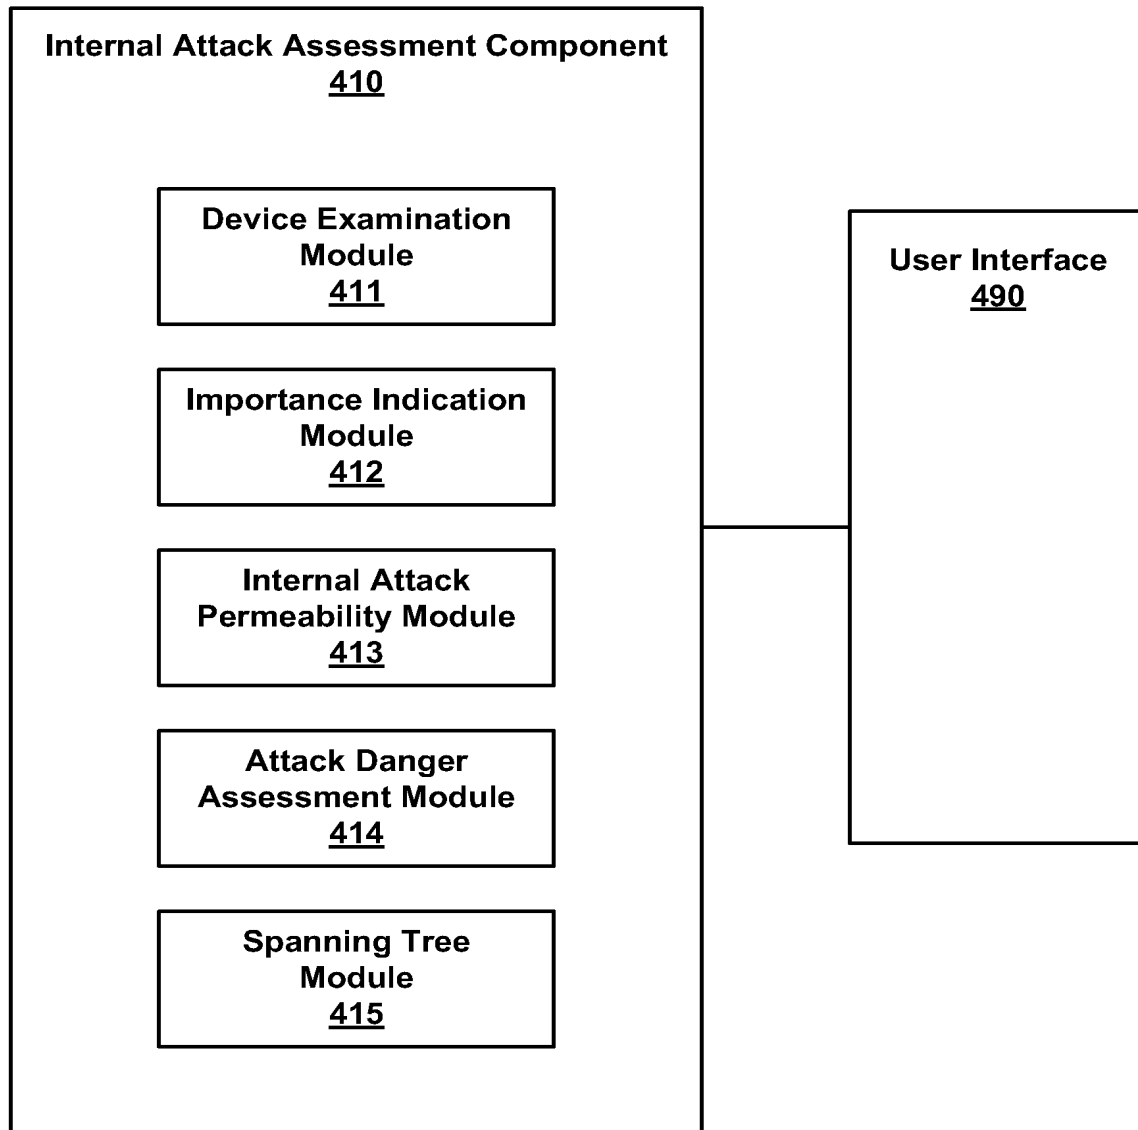 Internal Attack Assessment Component
410
Device Examination
Module
411
Importance Indication
Module
412
Internal Attack
Permeability Module
413
Attack Danger
Assessment Module
414
Spanning Tree
Module
415
User Interface
490